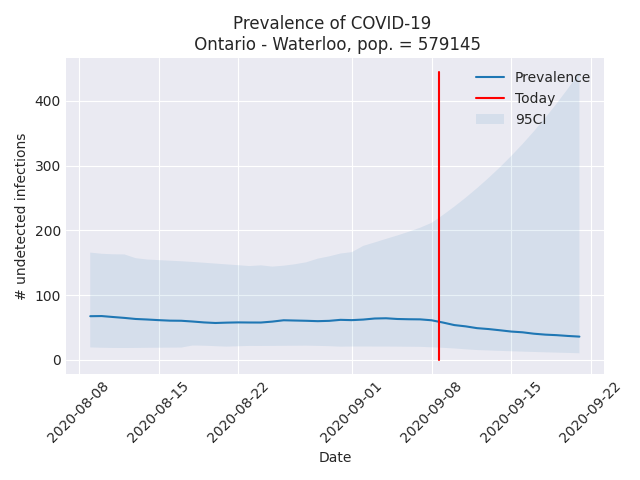 Prevalence of COVID-19
Ontario - Waterloo, pop. = 579145
# undetected infections
400
300
200
100
0
Prevalence
Today
95CI
2020-08-08
2020-08-15
2020-08-22
2020-09-01
2020-09-08
2020-09-15
2020-09-22
Date